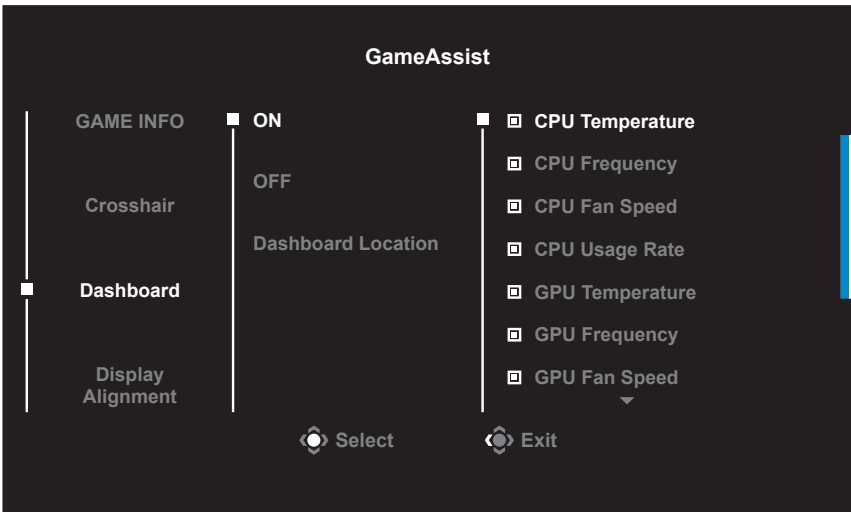 GameAssist
GAME INFO
Crosshair
Dashboard
Display
Alignment
ON
OFF
Dashboard Location
CPU Temperature
CPU Frequency
CPU Fan Speed
CPU Usage Rate
GPU Temperature
GPU Frequency
GPU Fan Speed
Select
Exit